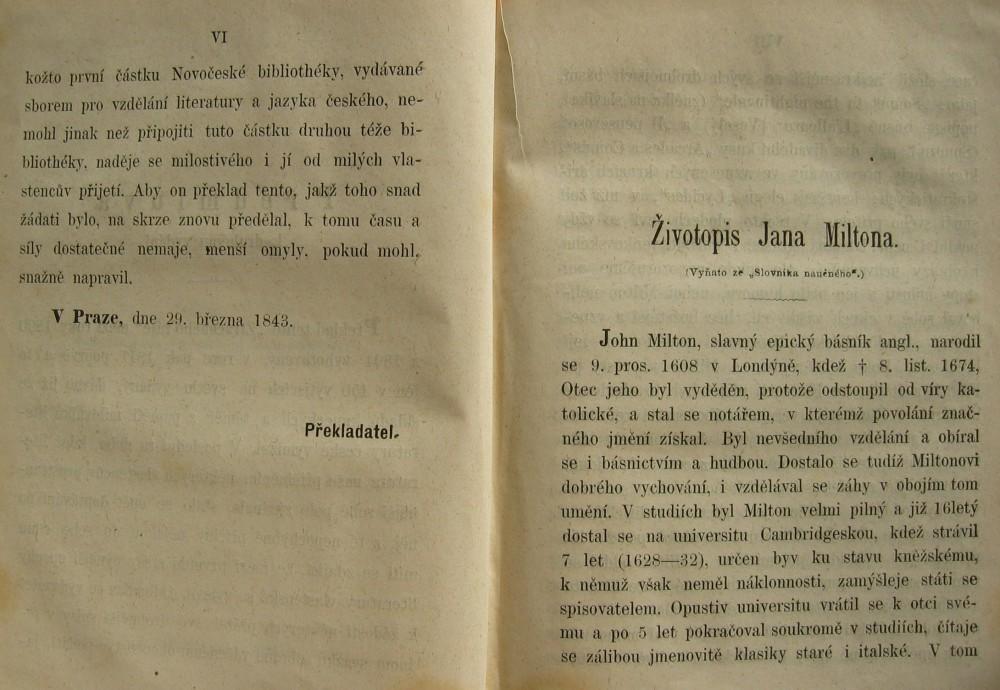 VI
kožto první částku Novočeské bibliothéky, vydávané
sborem pro vzdělání literatury a jazyka českého, ne-
mohl jinak než připojiti tuto částku druhou téže bi-
bliothéky, naděje se milostivého i jí od milých vla-
stencův přijetí. Aby on překlad tento, jakž toho snad
žádati bylo, na skrze znovu předělal, k tomu času a
síly dostatečné nemaje, menší omyly, pokud mohl,
snažně napravil.
V Praze, dne 29. března 1843.
Překladatel.
Životopis Jana Miltona.
(Vyňato ze „Slovníka naučného“.)
John Milton, slavný epický básník angl., narodil
se 9. pros. 1608 v Londýně, kdež † 8. list. 1674,
Otec jeho byl vyděděn, protože odstoupil od víry ka-
tolické, a stal se notářem, v kterémž povolání znač-
ného jmění získal. Byl nevšedního vzdělání a obíral
se i básnictvím a hudbou. Dostalo se tudíž Miltonovi
dobrého vychování, i vzdělával se záhy v obojím tom
umění. V studiích byl Milton velmi pilný a již 16letý
dostal se na universitu Cambridgeskou, kdež strávil
7 let (1628—32), určen byv ku stavu kněžskému,
k němuž však neměl náklonnosti, zamýšleje státi se
spisovatelem. Opustiv universitu vrátil se k otci své-
mu a po 5 let pokračoval soukromě v studiích, čítaje
se zálibou jmenovitě klasiky staré i italské. V tom